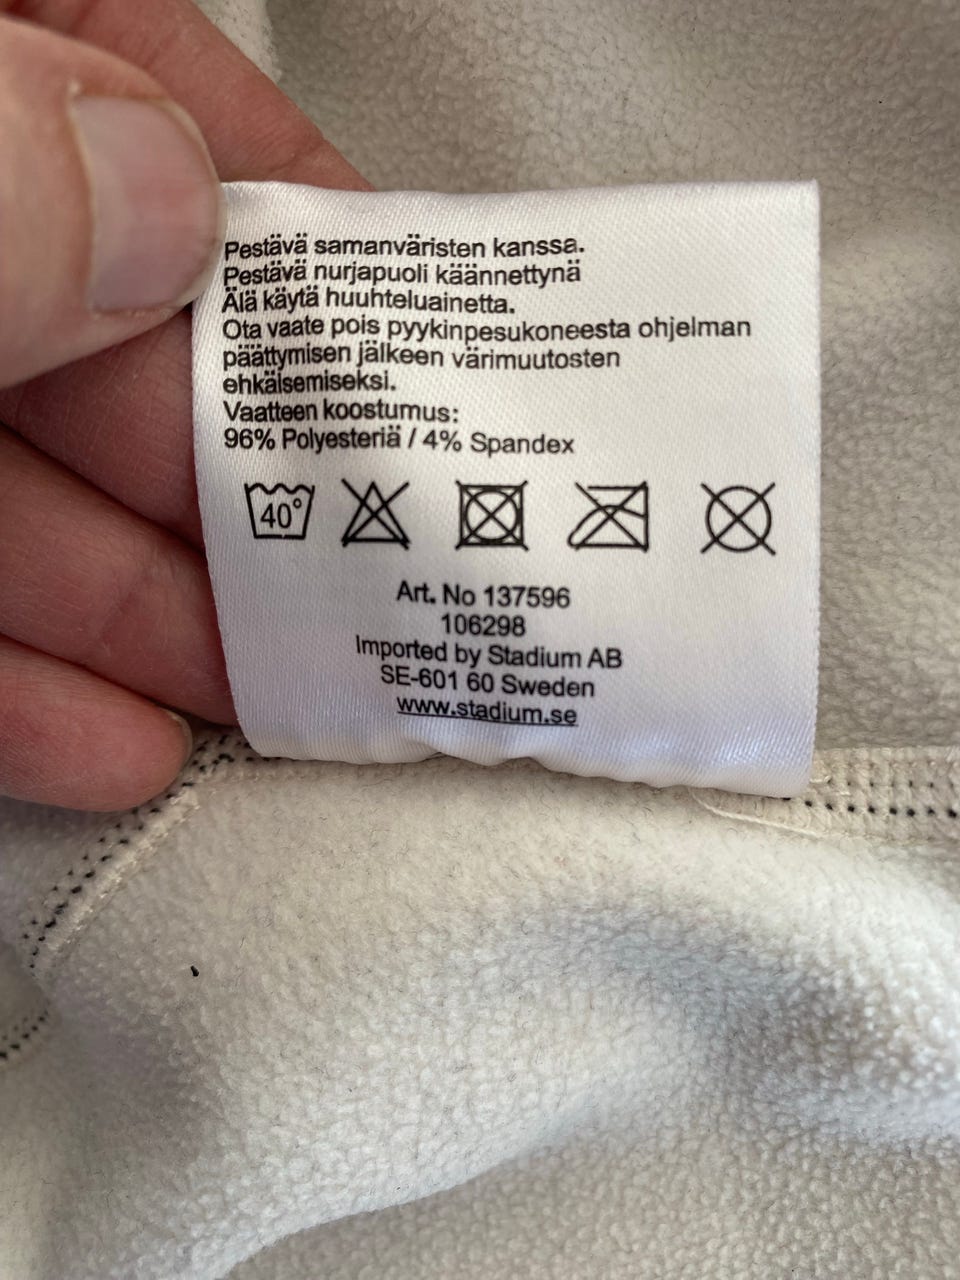 Pestävä samanväristen kanssa.
Pestävä nurjapuoli käännettynä
Älä käytä huuhteluainetta.
Ota vaate pois pyykinpesukoneesta ohjelman
päättymisen jälkeen värimuutosten
ehkäisemiseksi.
Vaatteen koostumus:
96% Polyesteriä / 4% Spandex
40°
Art. No 137596
106298
Imported by Stadium AB
SE-601 60 Sweden
www.stadium.se